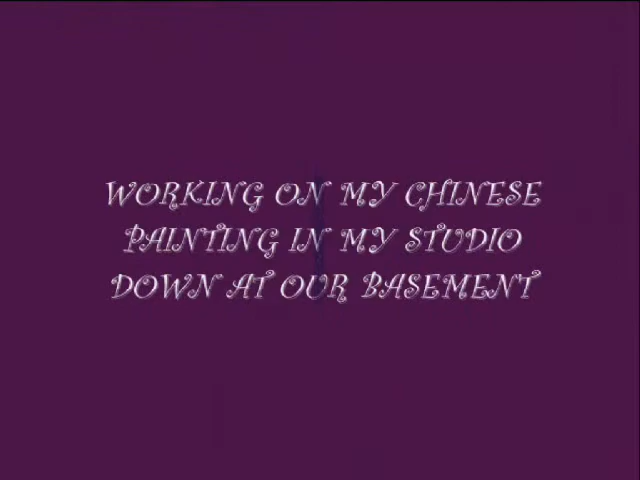 WORKING ON MY CHINESE
PAINTING IN MY STUDIO
DOWN AT OUR BASEMENT